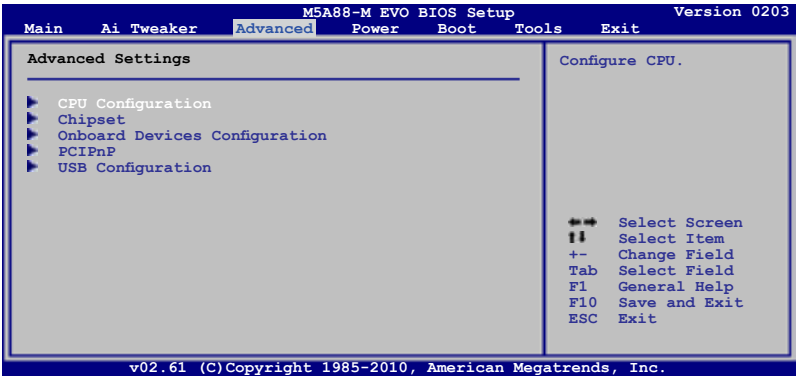 M5A88-M EVO BIOS Setup Version 0203
Main Ai Tweaker Advanced Power Boot Tools Exit
Advanced Settings
CPU Configuration
Chipset
Onboard Devices Configuration
PCIPnP
USB Configuration
Configure CPU.
Select Screen
Select Item
+- Change Field
Tab Select Field
F1 General Help
F10 Save and Exit
ESC Exit
v02.61 (C)Copyright 1985-2010, American Megatrends, Inc.